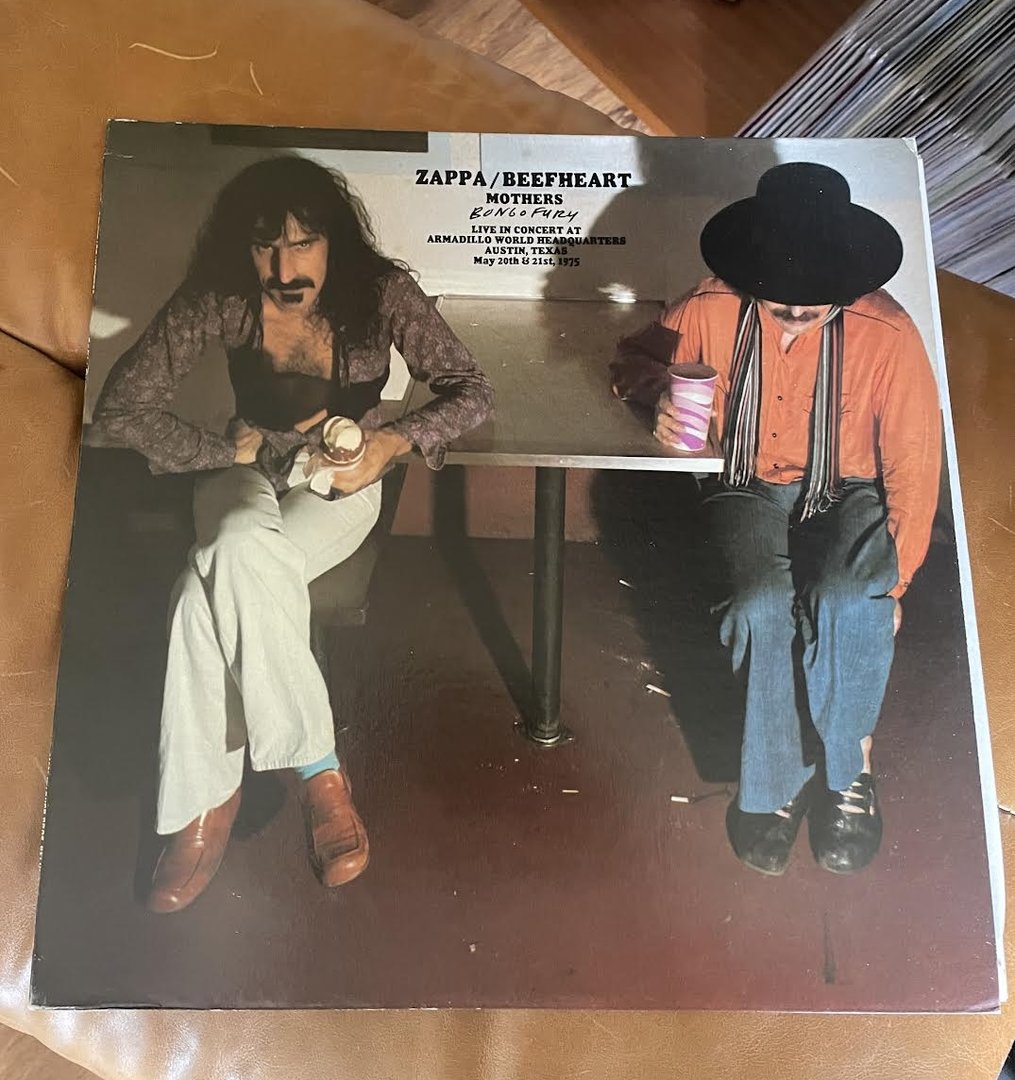 ZAPPA/BEEFHEART
MOTHERS
BONGO FURY
LIVE IN CONCERT AT
ARMADILLO WORLD HEADQUARTERS
AUSTIN, TEXAS
May 20th & 21st, 1975